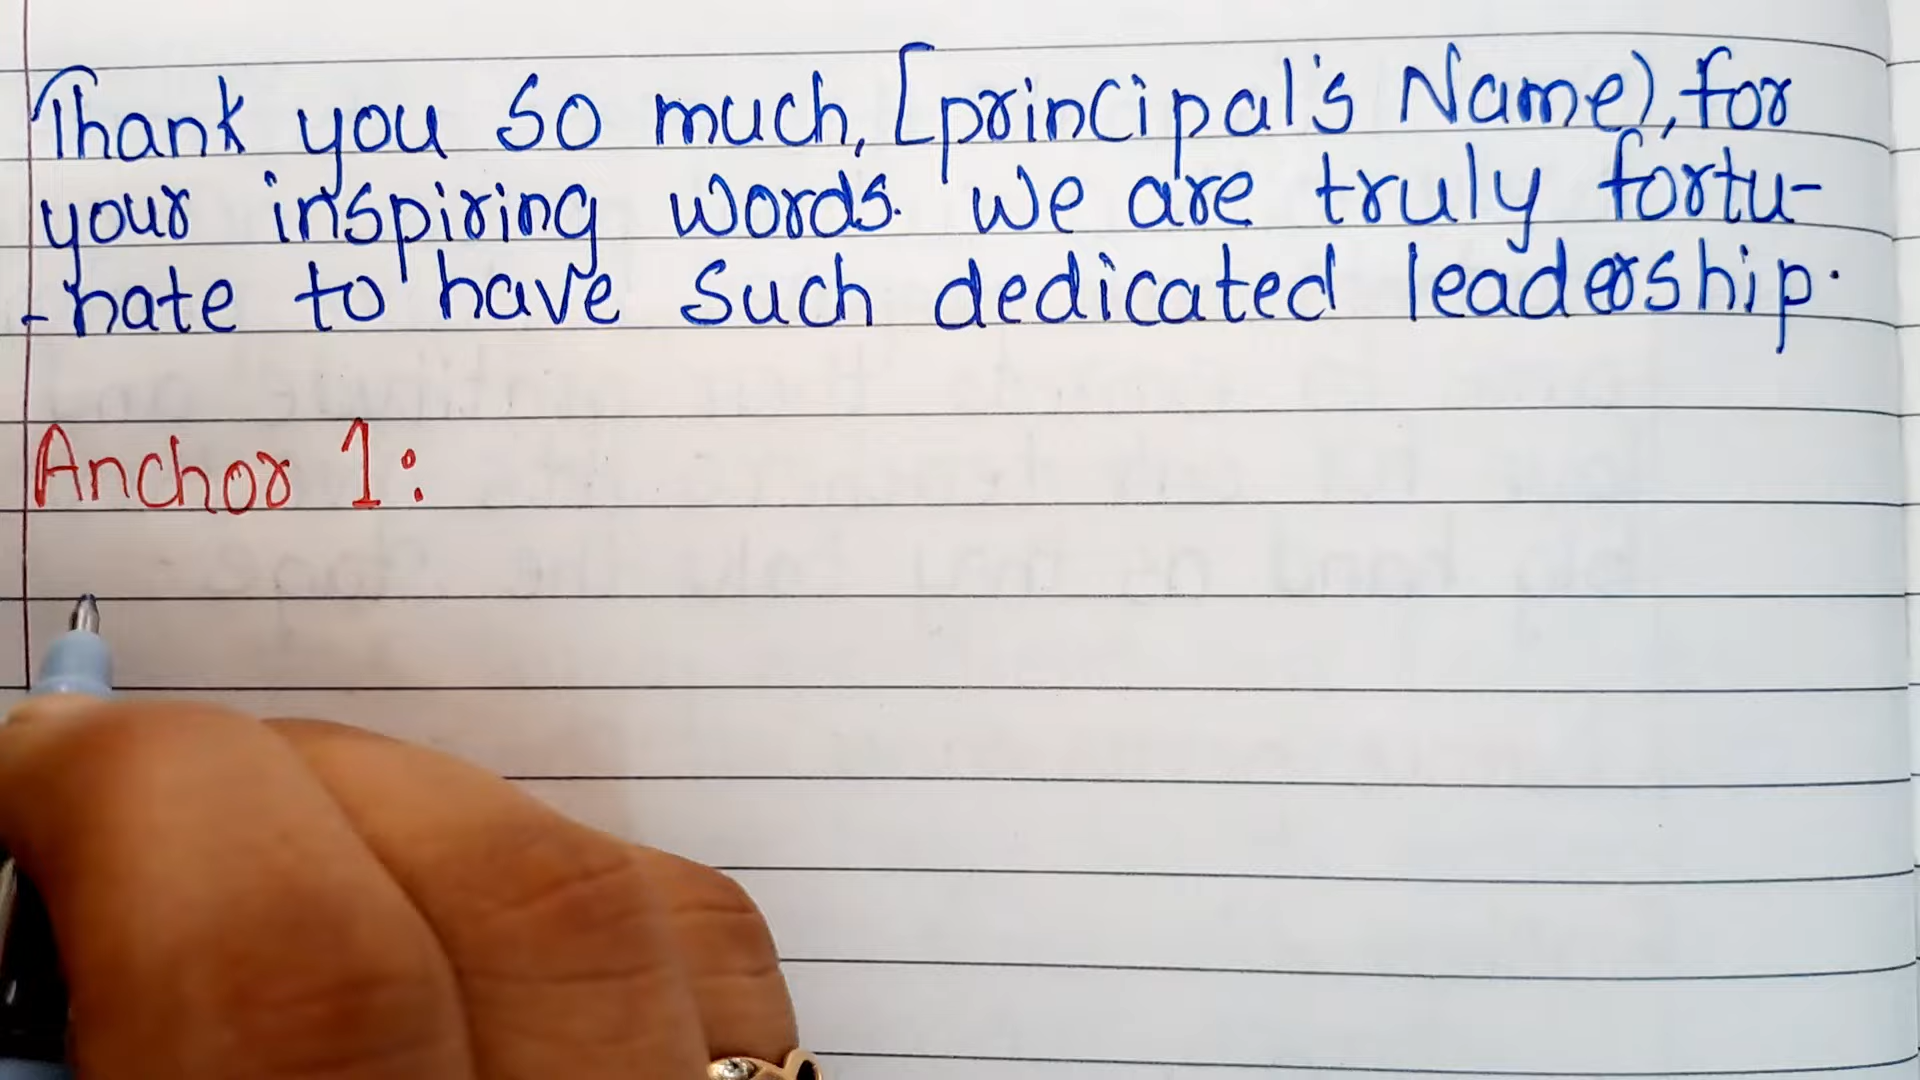 Thank you so much, [principal's Name), for
your inspiring words. We are truly fortu-
-nate to have such dedicated leadership.
Anchor 1: